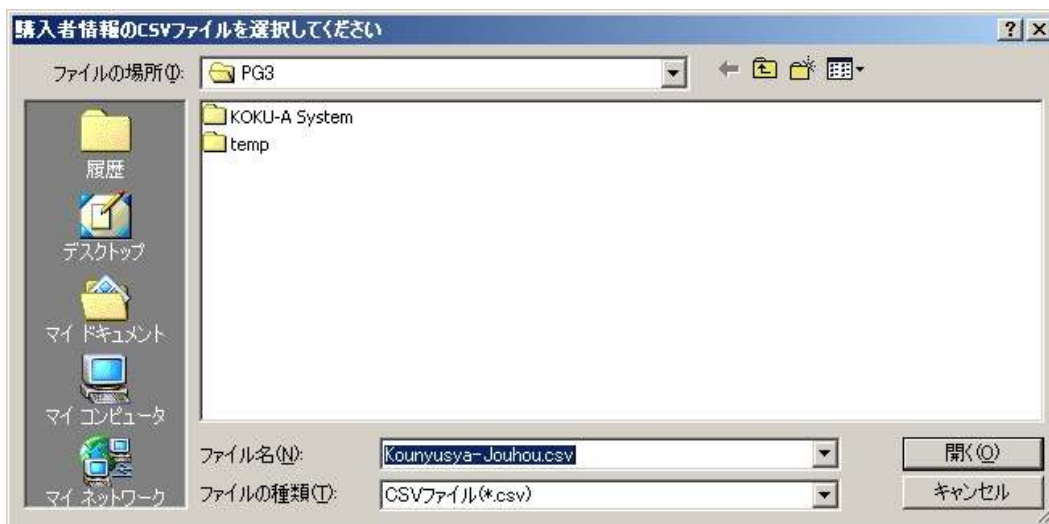 購入者情報のCSVファイルを選択してください
ファイルの場所(I):
PG3
KOKU-A System
temp
履歴
デスクトップ
マイ ドキュメント
マイ コンピュータ
マイ ネットワーク
ファイル名(N):
Kounyusya-Jouhou.csv
開く(O)
ファイルの種類(T):
CSVファイル(*.csv)
キャンセル